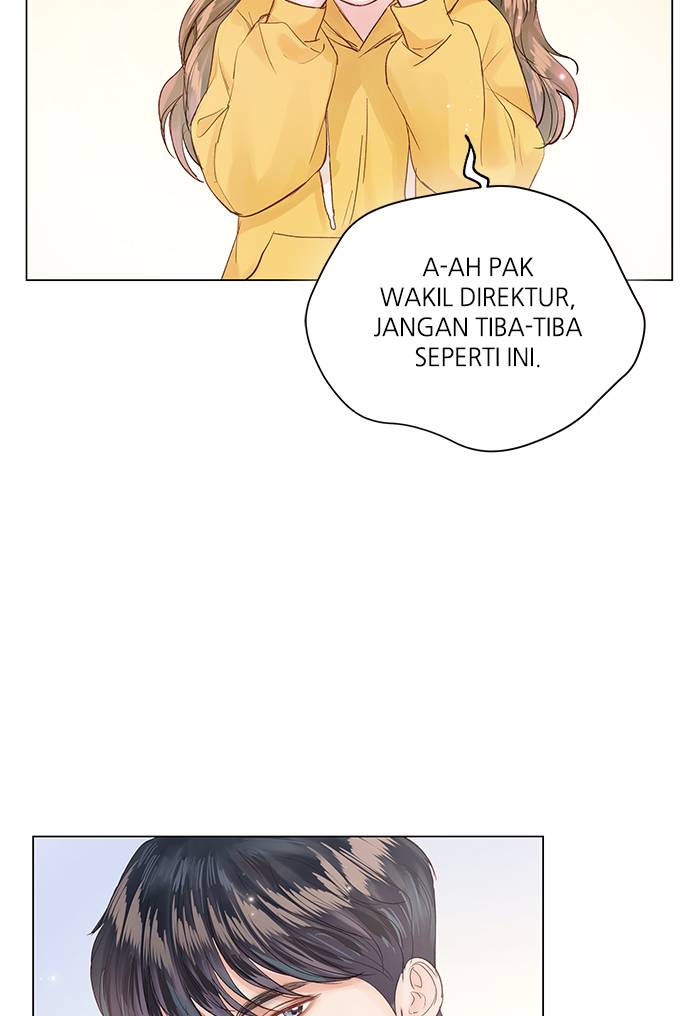 A-AH PAK
WAKIL DIREKTUR,
JANGAN TIBA-TIBA
SEPERTI INI.